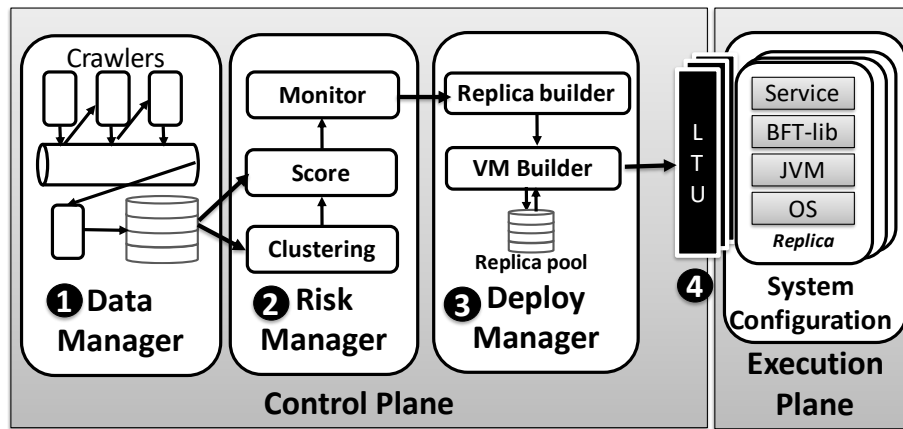 Crawlers
1 Data
Manager
Monitor
Score
Clustering
2 Risk
Manager
Replica builder
VM Builder
Replica pool
3 Deploy
Manager
Control Plane
L
T
U
4
Service
BFT-lib
JVM
OS
Replica
System
Configuration
Execution
Plane